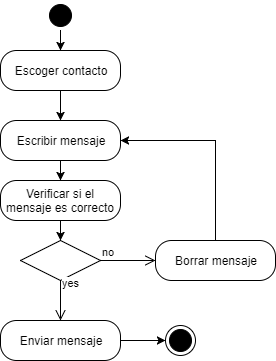 Escoger contacto
Escribir mensaje
Verificar si el
mensaje es correcto
no
Borrar mensaje
yes
Enviar mensaje